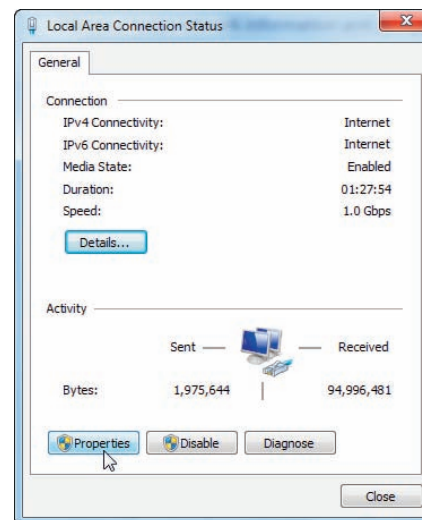 Local Area Connection Status
General
Connection
IPv4 Connectivity: Internet
IPv6 Connectivity: Internet
Media State: Enabled
Duration: 01:27:54
Speed: 1.0 Gbps
Details...
Activity
Sent Received
Bytes: 1,975,644 94,996,481
Properties Disable Diagnose
Close